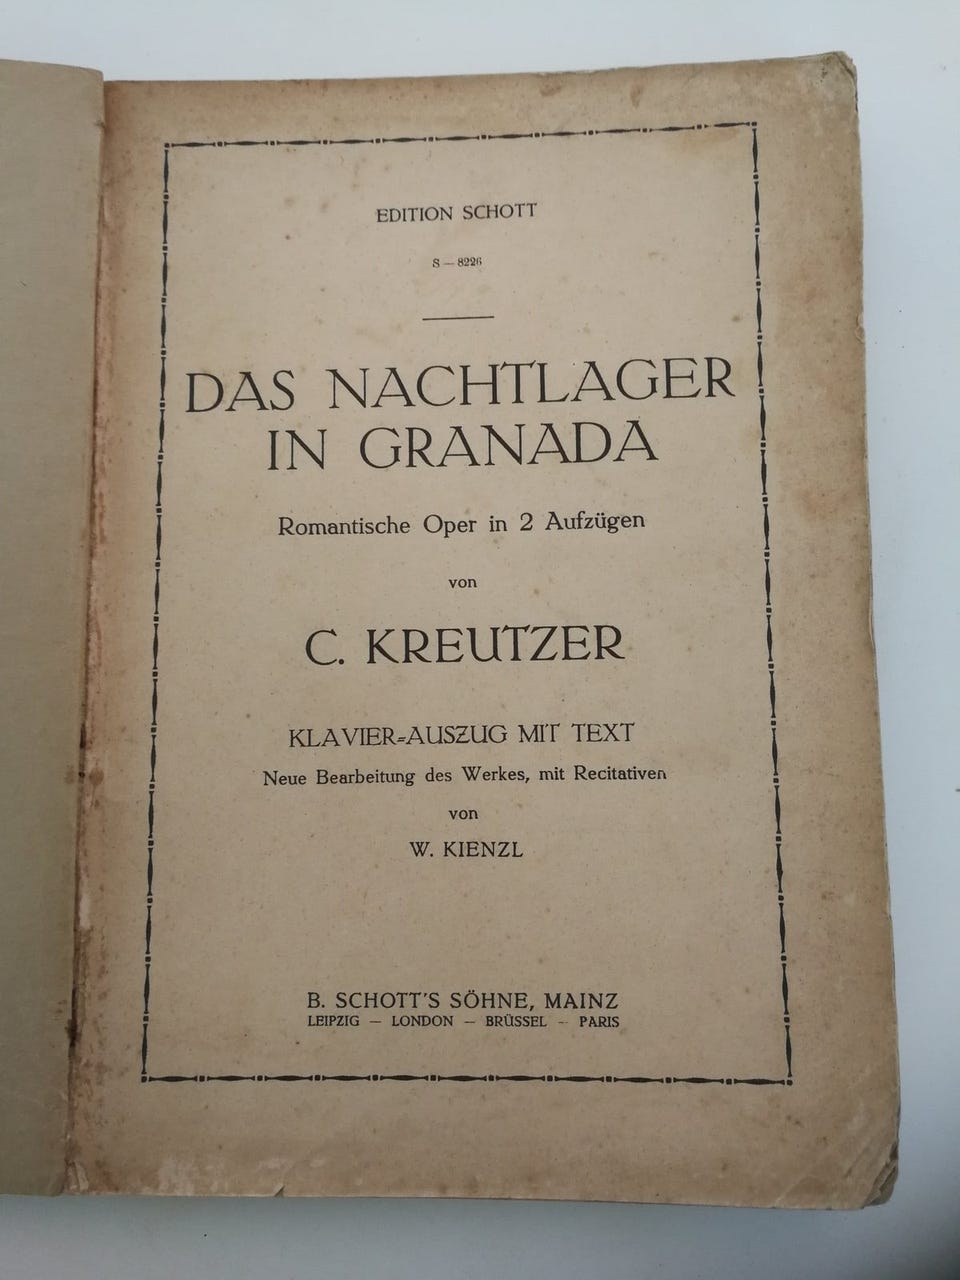 EDITION SCHOTT
S — 8226
DAS NACHTLAGER
IN GRANADA
Romantische Oper in 2 Aufzügen
von
C. KREUTZER
KLAVIER=AUSZUG MIT TEXT
Neue Bearbeitung des Werkes, mit Recitativen
von
W. KIENZL
B. SCHOTT'S SÖHNE, MAINZ
LEIPZIG — LONDON — BRÜSSEL — PARIS